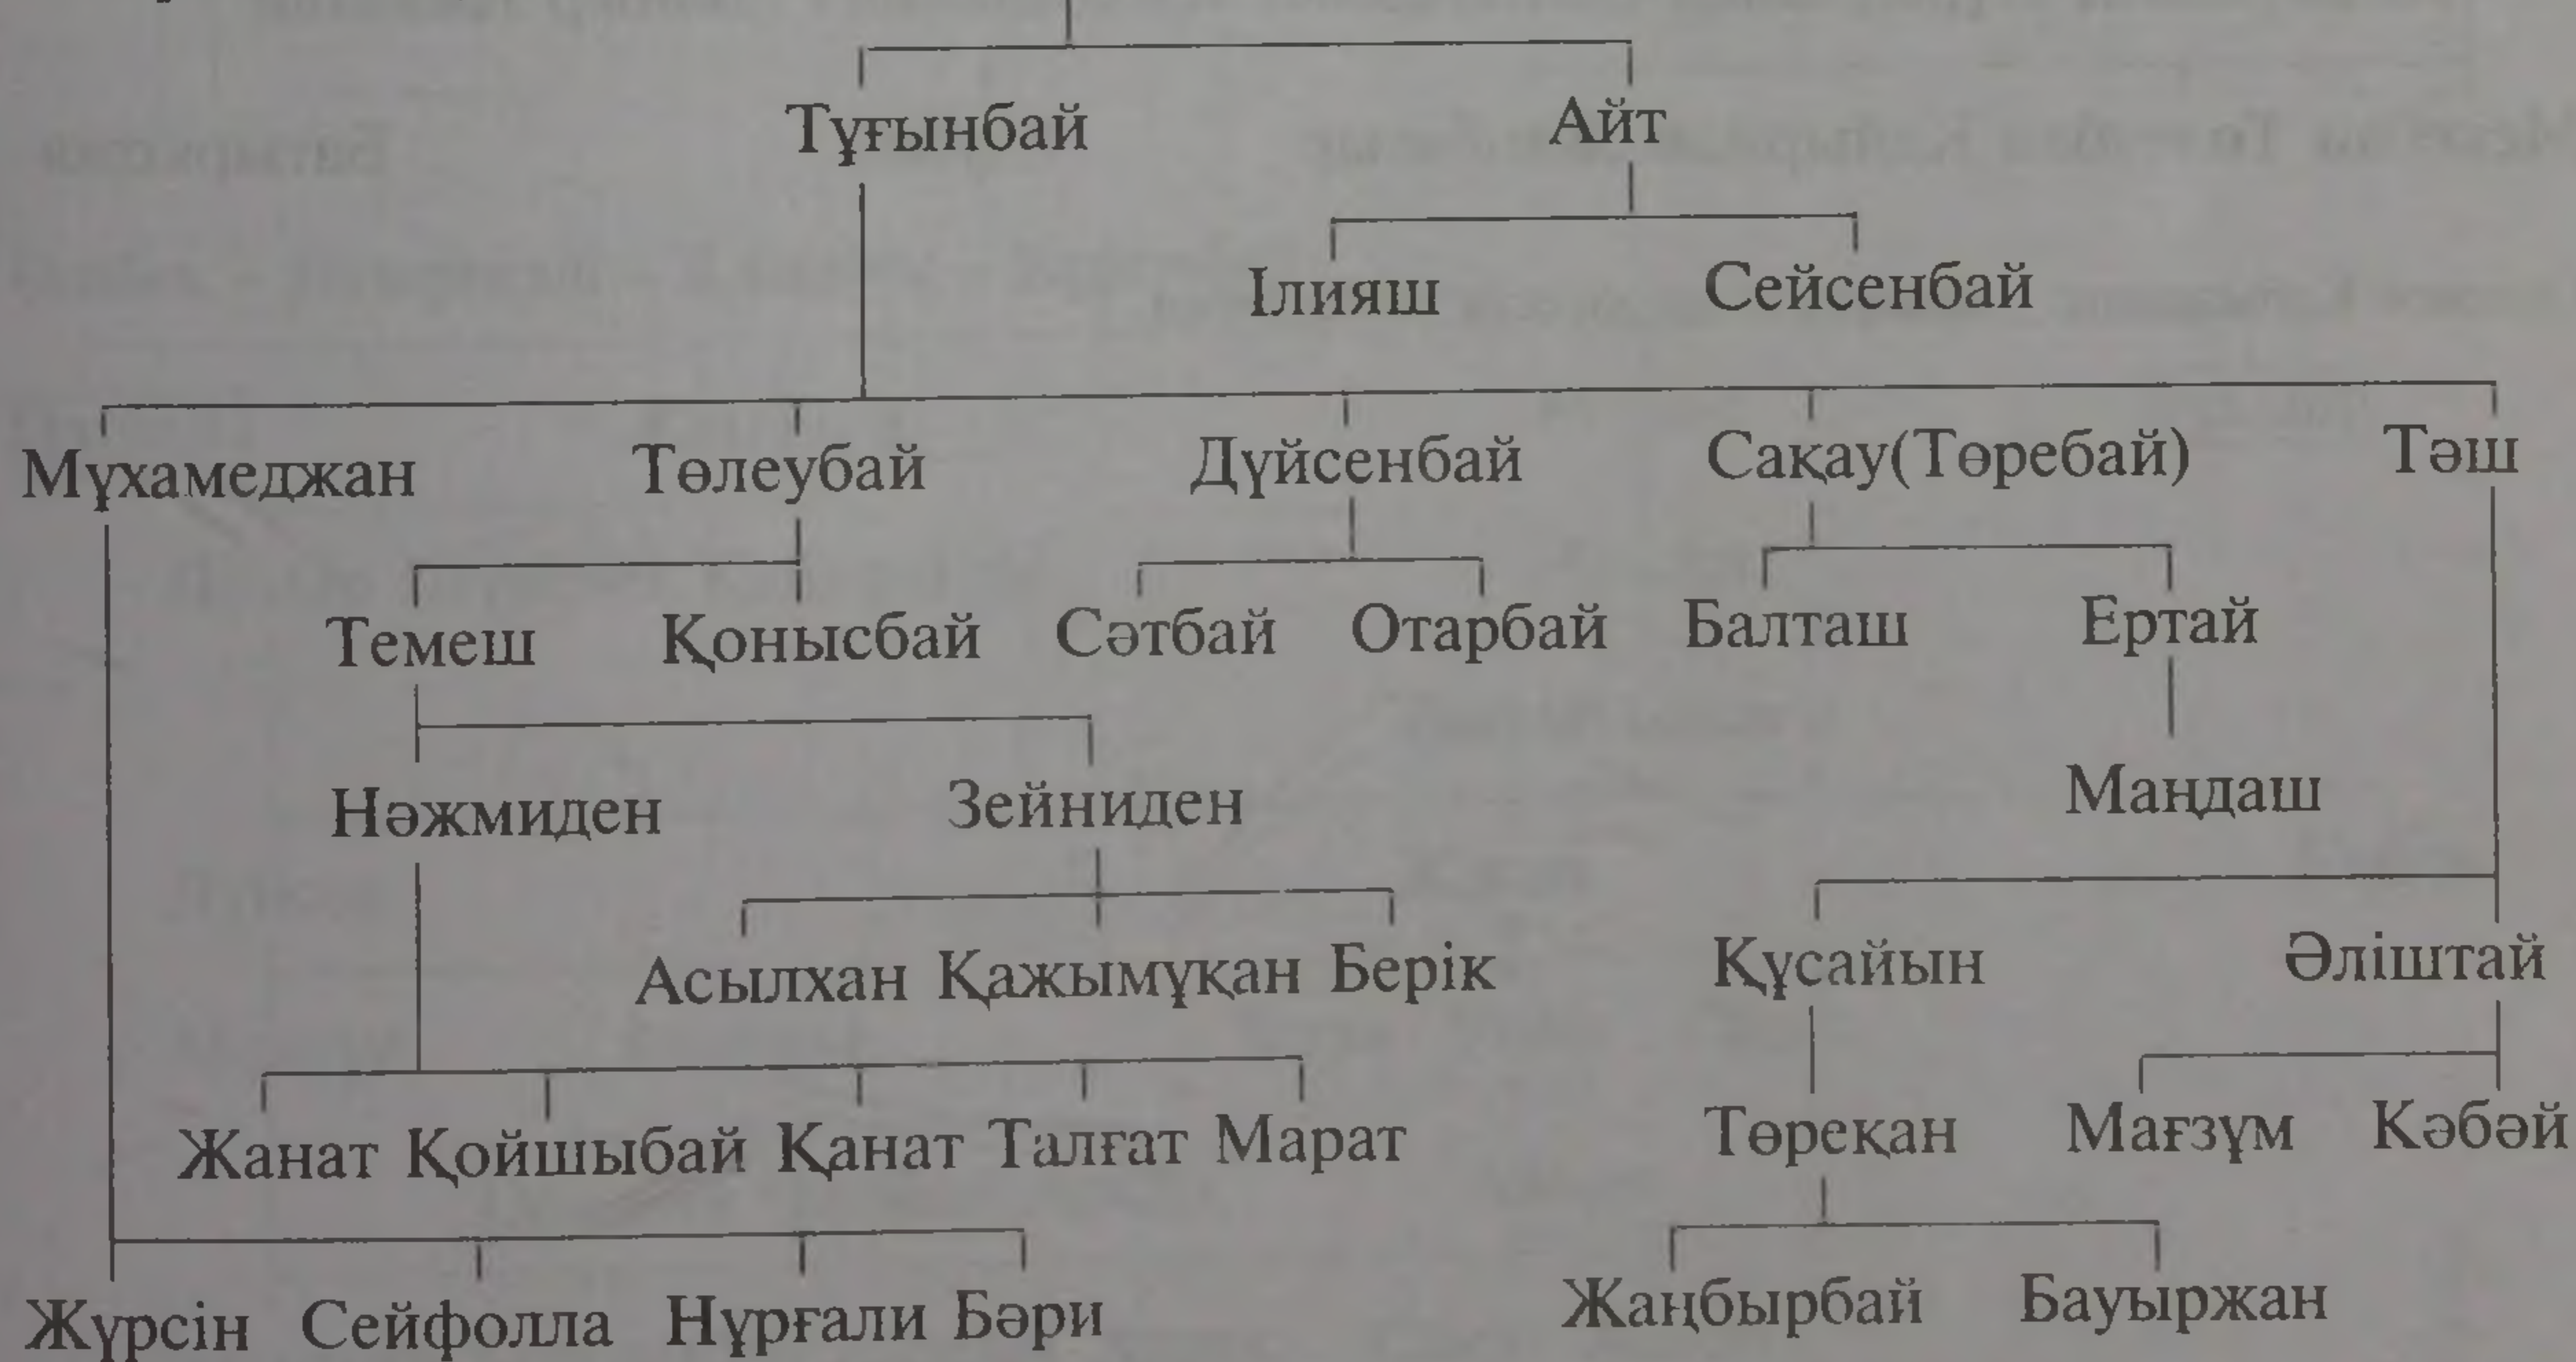 Тұғынбай Айт
Ілияш Сейсенбай
Мұхамеджан Төлеубай Дүйсенбай Сақау(Төребай) Тәш
Темеш Қонысбай Сәтбай Отарбай Балташ Ертай
Нәжмиден Зейниден Маңдаш
Асылхан Қажымұқан Берік Құсайын Әліштай
Жанат Қойшыбай Қанат Талғат Марат Төреқан Мағзұм Кәбәй
Жүрсін Сейфолла Нұрғали Бәри Жаңбырбай Бауыржан